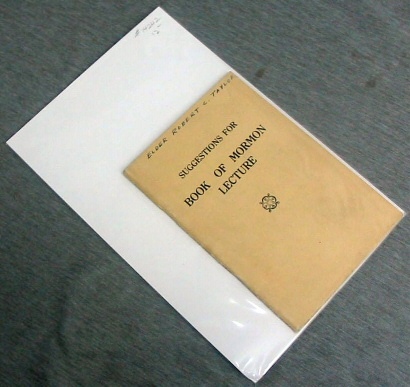 ELDER ROBERT C. TAYLOR
SUGGESTIONS FOR
BOOK OF MORMON
LECTURE